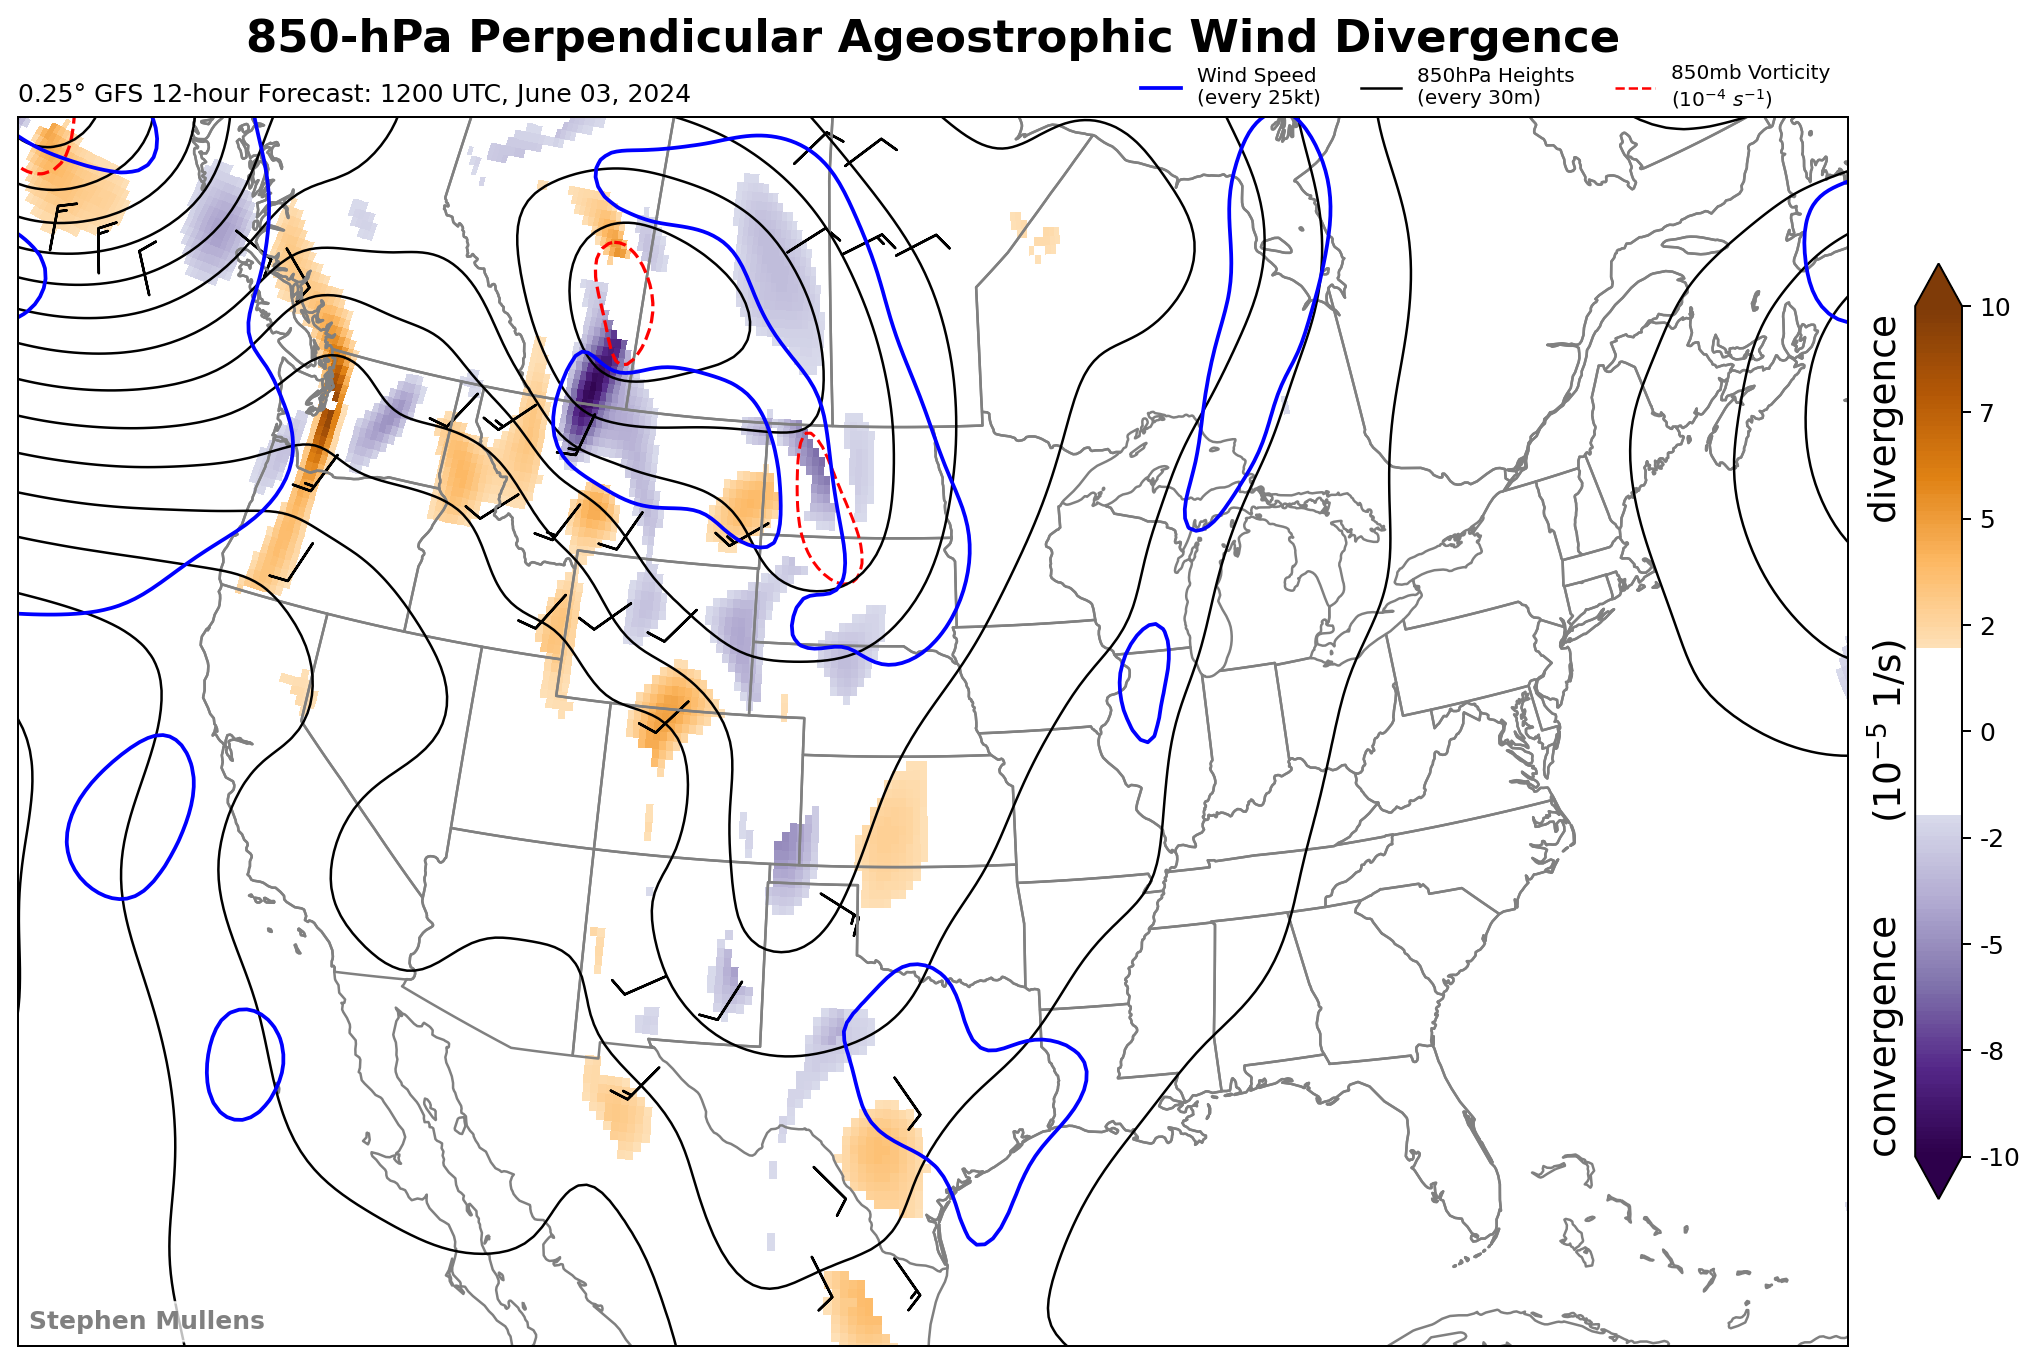 850-hPa Perpendicular Ageostrophic Wind Divergence
0.25° GFS 12-hour Forecast: 1200 UTC, June 03, 2024
Wind Speed
(every 25kt)
850hPa Heights
(every 30m)
850mb Vorticity
(10⁻⁴ s⁻¹)
10
7
5
2
0
-2
-5
-8
-10
convergence (10⁻⁵ 1/s) divergence
Stephen Mullens